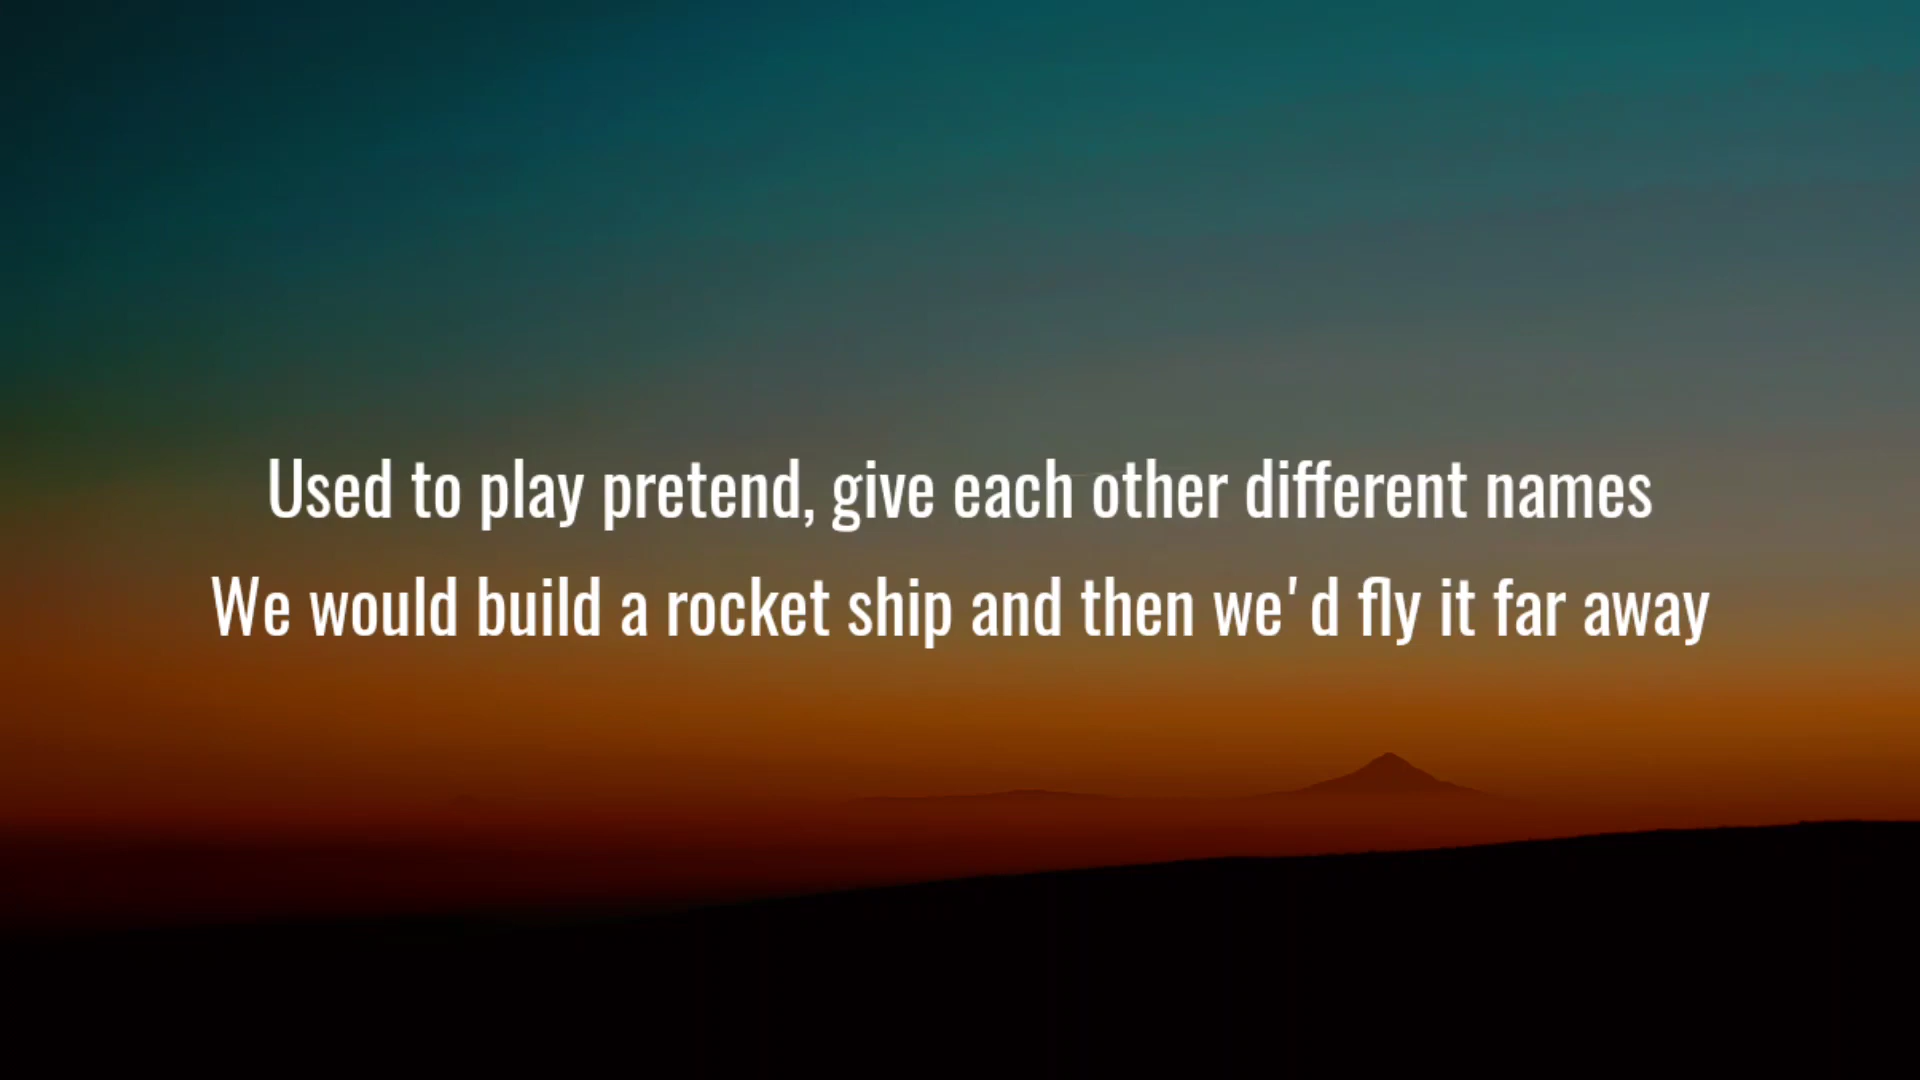 Used to play pretend, give each other different names
We would build a rocket ship and then we'd fly it far away